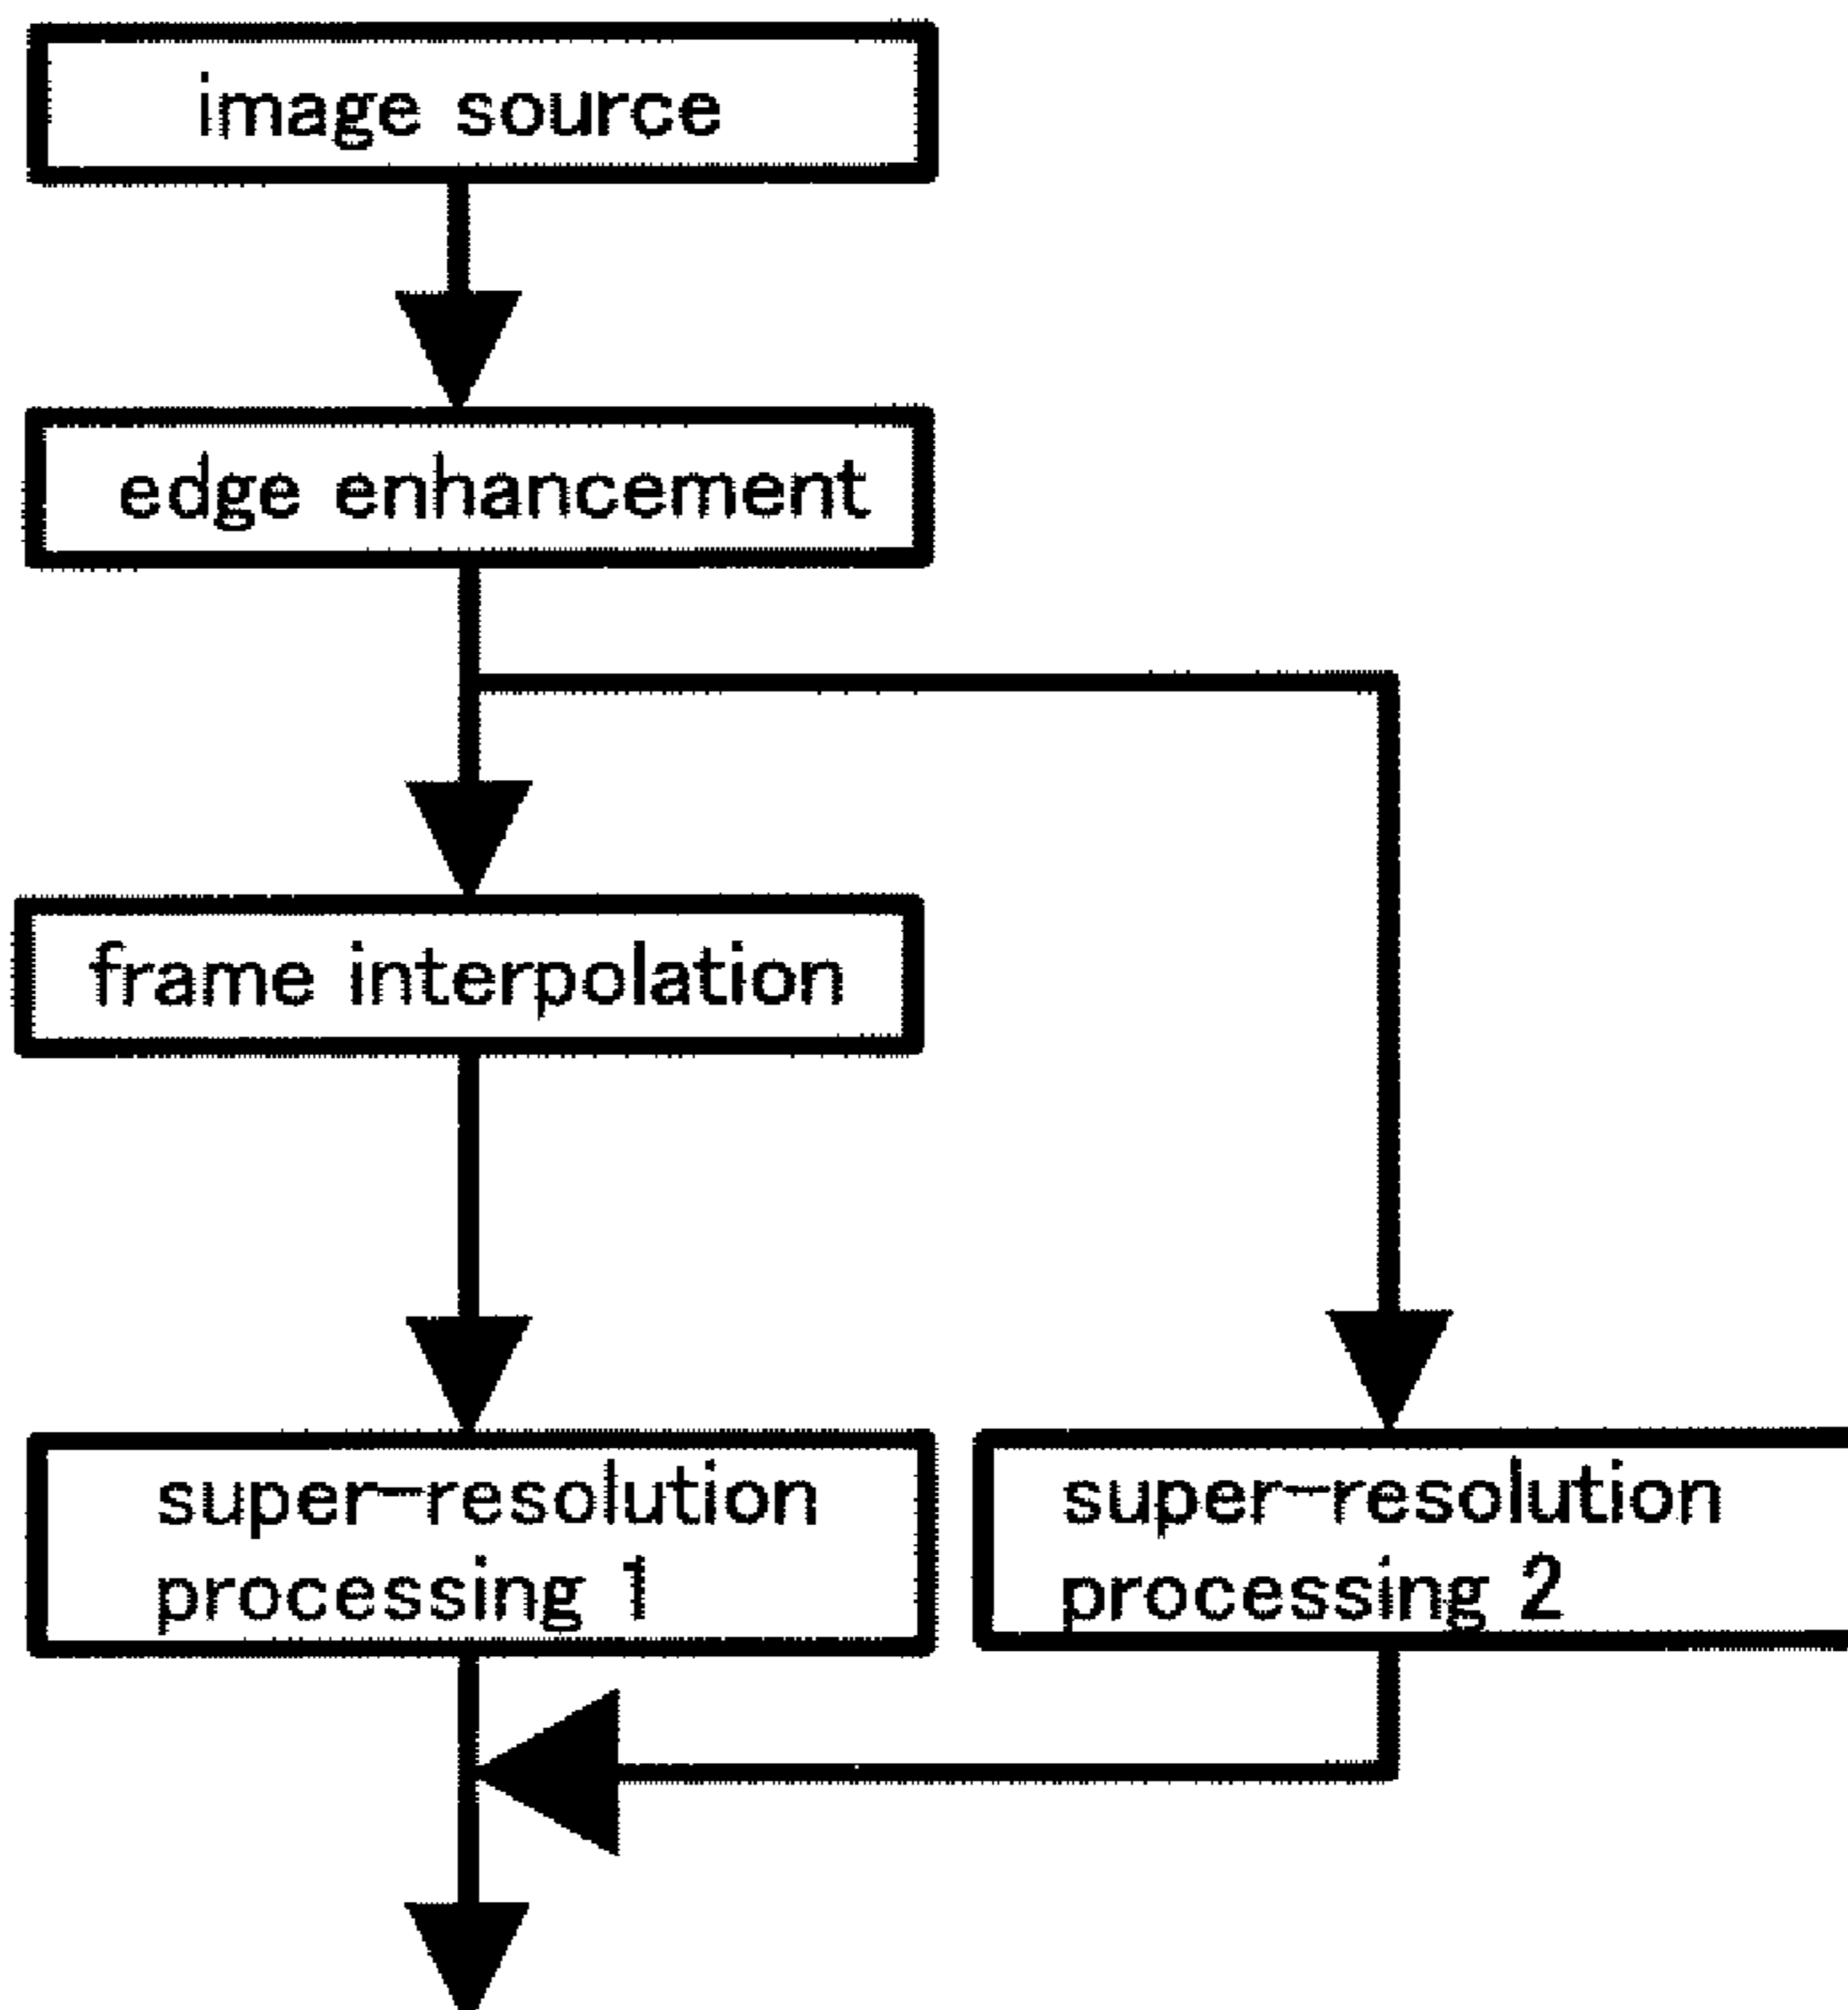 image source
edge enhancement
frame interpolation
super-resolution
processing 1
super-resolution
processing 2